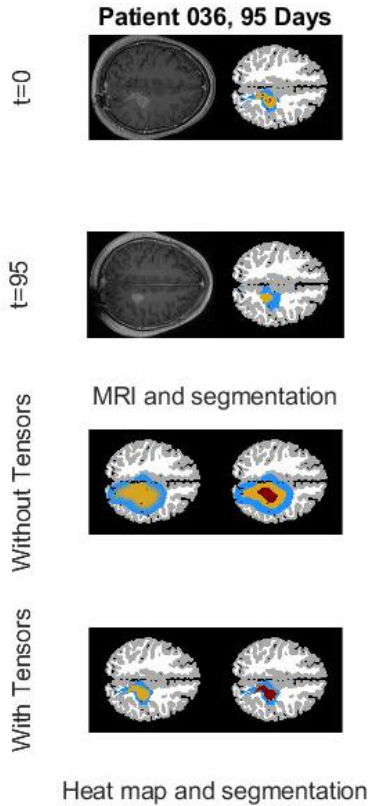 Patient 036, 95 Days
t=0
t=95
MRI and segmentation
Without Tensors
With Tensors
Heat map and segmentation